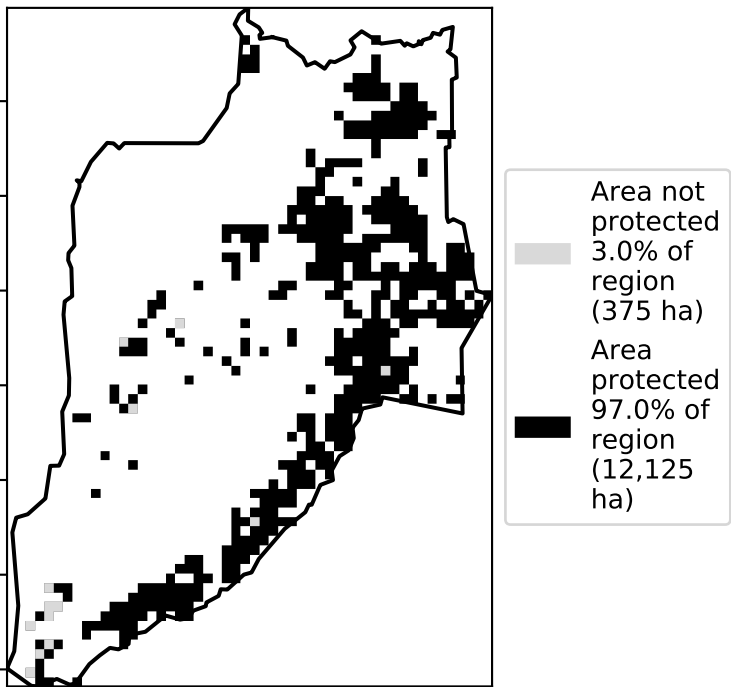 Area not
protected
3.0% of
region
(375 ha)
Area
protected
97.0% of
region
(12,125
ha)